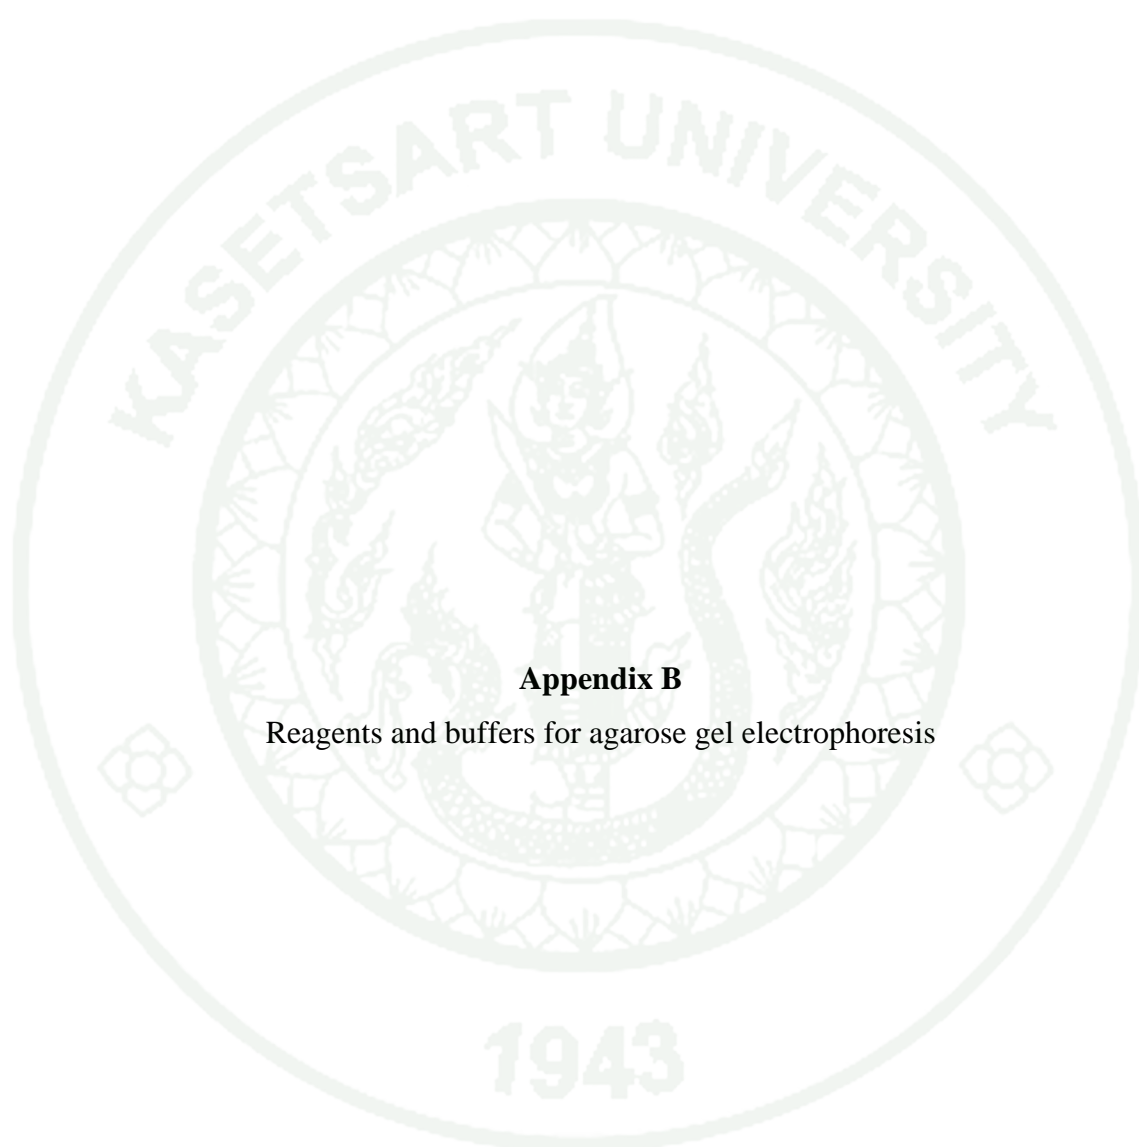 KASETSART UNIVERSITY
Appendix B
Reagents and buffers for agarose gel electrophoresis
1943